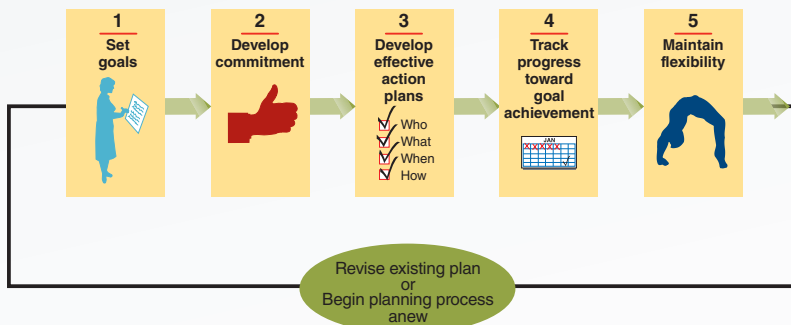 1
Set
goals
2
Develop
commitment
3
Develop
effective
action
plans
Who
What
When
How
4
Track
progress
toward
goal
achievement
JAN
X X X X X
5
Maintain
flexibility
Revise existing plan
or
Begin planning process
anew